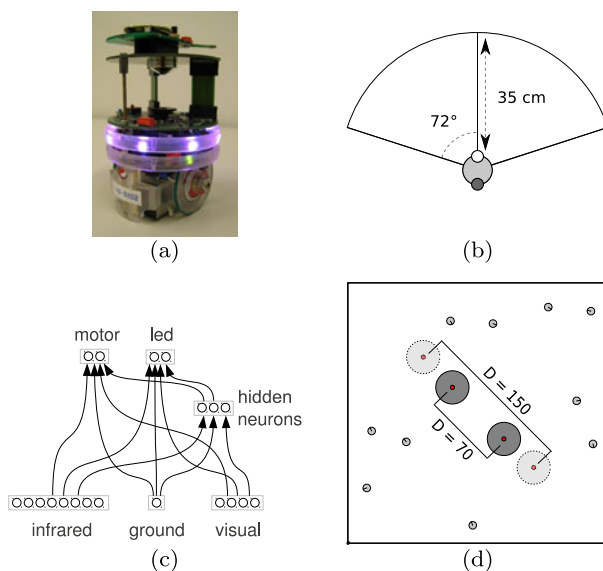 (a)
72°
35 cm
(b)
motor
led
hidden
neurons
infrared
ground
visual
(c)
D = 150
D = 70
(d)